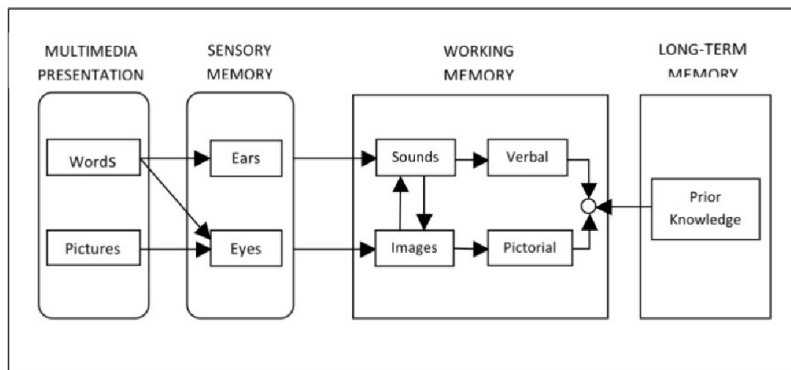 MULTIMEDIA
PRESENTATION
SENSORY
MEMORY
WORKING
MEMORY
LONG-TERM
MEMORY
Words
Ears
Sounds
Verbal
Prior
Knowledge
Pictures
Eyes
Images
Pictorial